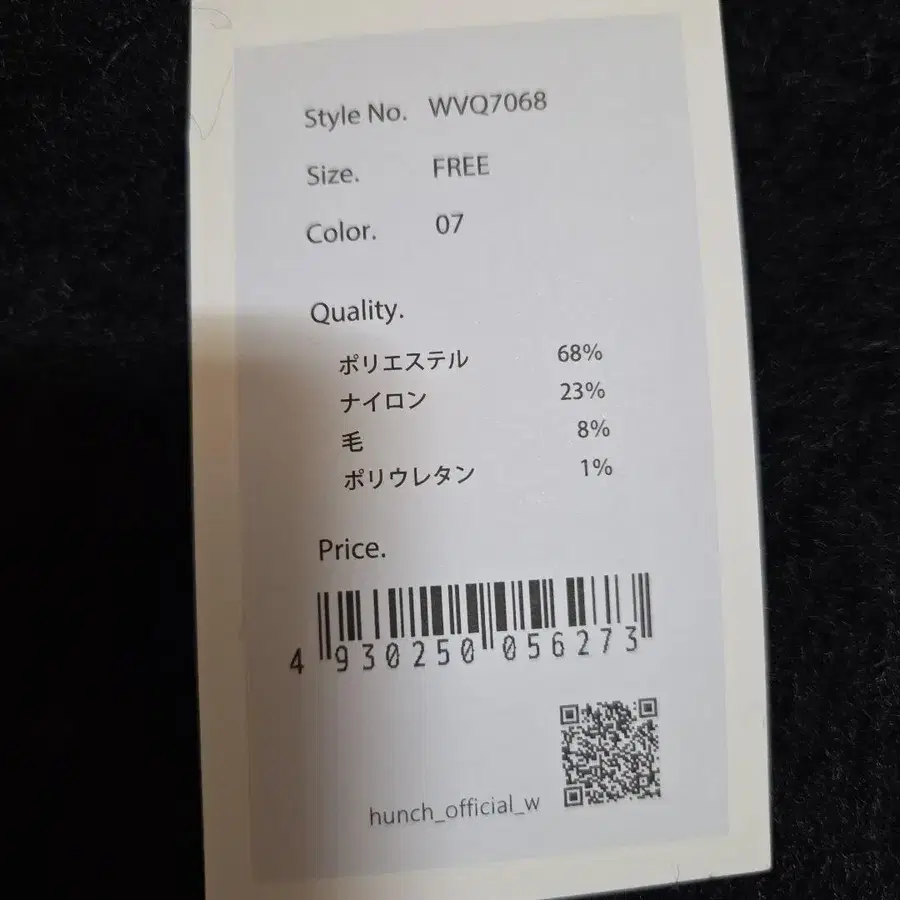 Style No. WVQ7068
Size. FREE
Color. 07
Quality.
ポリエステル 68%
ナイロン 23%
毛 8%
ポリウレタン 1%
Price.
4 930250 056273
hunch_official_w